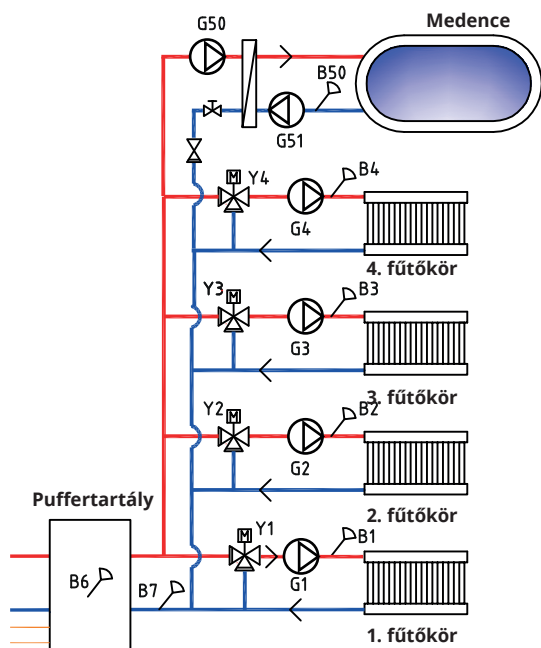 G50
Medence
B50
G51
M
Y4
B4
G4
4. fűtőkör
M
Y3
B3
G3
3. fűtőkör
M
Y2
B2
G2
2. fűtőkör
Puffertartály
M
Y1
B1
G1
B6
B7
1. fűtőkör